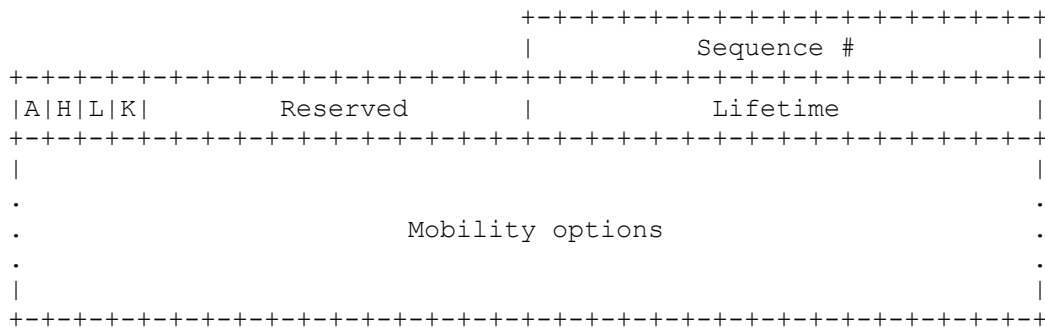 +-+-+-+-+-+-+-+-+-+-+-+-+-+-+-+-+
                                |          Sequence #           |
+-+-+-+-+-+-+-+-+-+-+-+-+-+-+-+-+-+-+-+-+-+-+-+-+-+-+-+-+-+-+-+-+
|A|H|L|K|        Reserved       |           Lifetime            |
+-+-+-+-+-+-+-+-+-+-+-+-+-+-+-+-+-+-+-+-+-+-+-+-+-+-+-+-+-+-+-+-+
|                                                               |
.                                                               .
.                        Mobility options                       .
.                                                               .
|                                                               |
+-+-+-+-+-+-+-+-+-+-+-+-+-+-+-+-+-+-+-+-+-+-+-+-+-+-+-+-+-+-+-+-+